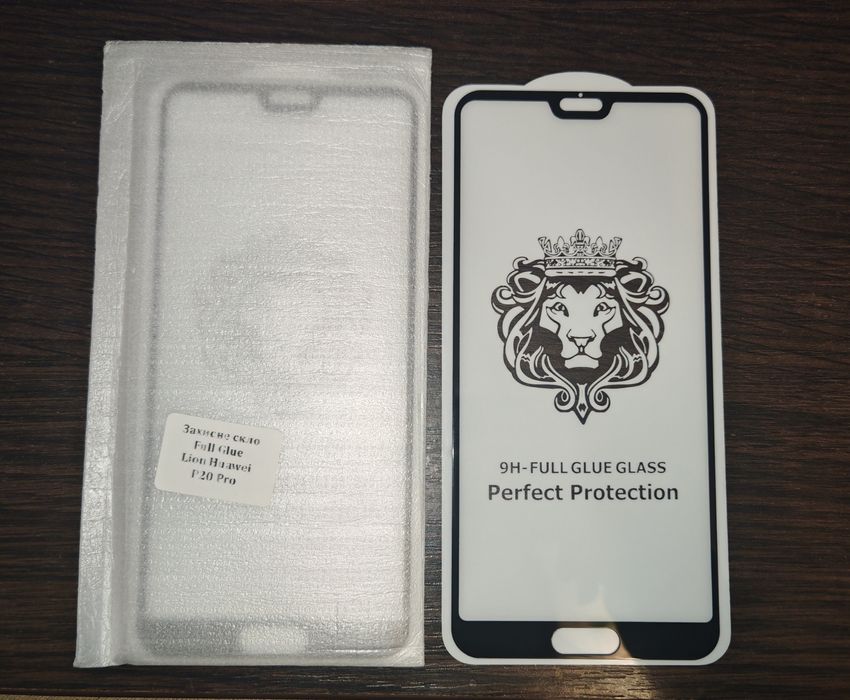 Захисне скло
Full Glue
Lion Huawei
P20 Pro
9H-FULL GLUE GLASS
Perfect Protection